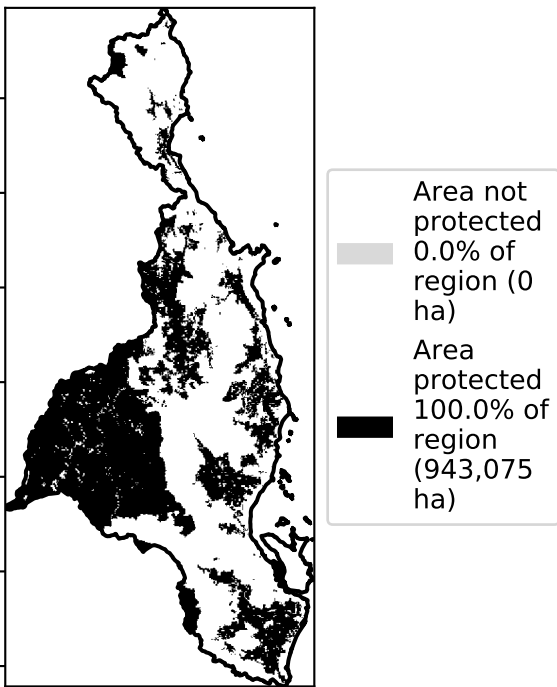 Area not
protected
0.0% of
region (0
ha)
Area
protected
100.0% of
region
(943,075
ha)